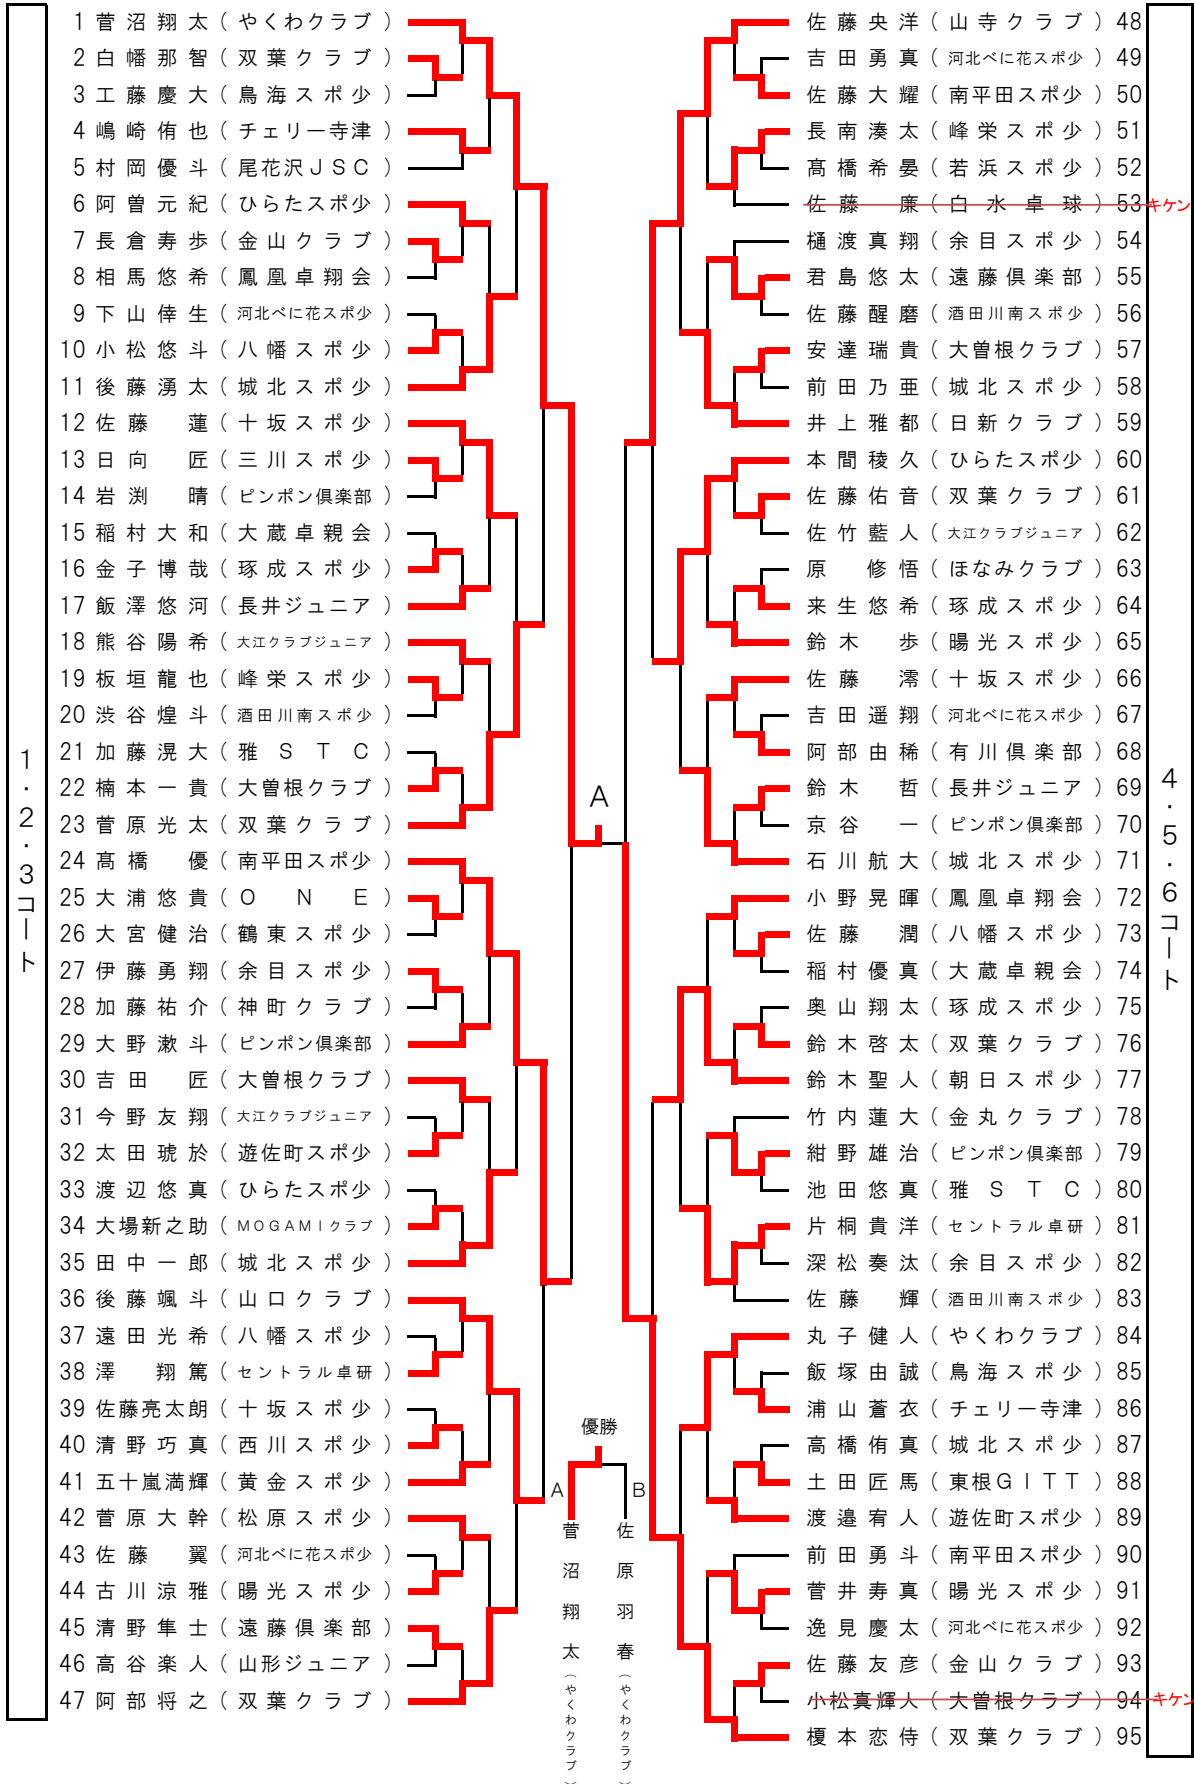 1・2・3コート
1 菅沼翔太（やくわクラブ）
2 白幡那智（双葉クラブ）
3 工藤慶大（鳥海スポ少）
4 嶋崎侑也（チェリー寺津）
5 村岡優斗（尾花沢ＪＳＣ）
6 阿曽元紀（ひらたスポ少）
7 長倉寿歩（金山クラブ）
8 相馬悠希（鳳凰卓翔会）
9 下山倖生（河北べに花スポ少）
10 小松悠斗（八幡スポ少）
11 後藤湧太（城北スポ少）
12 佐藤　蓮（十坂スポ少）
13 日向　匠（三川スポ少）
14 岩渕　晴（ピンポン倶楽部）
15 稲村大和（大蔵卓親会）
16 金子博哉（琢成スポ少）
17 飯澤悠河（長井ジュニア）
18 熊谷陽希（大江クラブジュニア）
19 板垣龍也（峰栄スポ少）
20 渋谷煌斗（酒田川南スポ少）
21 加藤滉大（雅ＳＴＣ）
22 楠本一貴（大曽根クラブ）
23 菅原光太（双葉クラブ）
24 髙橋　優（南平田スポ少）
25 大浦悠貴（ＯＮＥ）
26 大宮健治（鶴東スポ少）
27 伊藤勇翔（余目スポ少）
28 加藤祐介（神町クラブ）
29 大野漱斗（ピンポン倶楽部）
30 吉田　匠（大曽根クラブ）
31 今野友翔（大江クラブジュニア）
32 太田琥於（遊佐町スポ少）
33 渡辺悠真（ひらたスポ少）
34 大場新之助（ＭＯＧＡＭＩクラブ）
35 田中一郎（城北スポ少）
36 後藤颯斗（山口クラブ）
37 遠田光希（八幡スポ少）
38 澤　翔篤（セントラル卓研）
39 佐藤亮太朗（十坂スポ少）
40 清野巧真（西川スポ少）
41 五十嵐満輝（黄金スポ少）
42 菅原大幹（松原スポ少）
43 佐藤　翼（河北べに花スポ少）
44 古川涼雅（暘光スポ少）
45 清野隼士（遠藤倶楽部）
46 高谷楽人（山形ジュニア）
47 阿部将之（双葉クラブ）
A
優勝
A
B
菅沼翔太（やくわクラブ）
佐原羽春（やくわクラブ）
佐藤央洋（山寺クラブ）48
吉田勇真（河北べに花スポ少）49
佐藤大耀（南平田スポ少）50
長南湊太（峰栄スポ少）51
髙橋希晏（若浜スポ少）52
佐藤　廉（白水卓球）53 キケン
樋渡真翔（余目スポ少）54
君島悠太（遠藤倶楽部）55
佐藤醒磨（酒田川南スポ少）56
安達瑞貴（大曽根クラブ）57
前田乃亜（城北スポ少）58
井上雅都（日新クラブ）59
本間稜久（ひらたスポ少）60
佐藤佑音（双葉クラブ）61
佐竹藍人（大江クラブジュニア）62
原　修悟（ほなみクラブ）63
来生悠希（琢成スポ少）64
鈴木　歩（暘光スポ少）65
佐藤　澪（十坂スポ少）66
吉田遥翔（河北べに花スポ少）67
阿部由稀（有川倶楽部）68
鈴木　哲（長井ジュニア）69
京谷　一（ピンポン倶楽部）70
石川航大（城北スポ少）71
小野晃暉（鳳凰卓翔会）72
佐藤　潤（八幡スポ少）73
稲村優真（大蔵卓親会）74
奥山翔太（琢成スポ少）75
鈴木啓太（双葉クラブ）76
鈴木聖人（朝日スポ少）77
竹内蓮大（金丸クラブ）78
紺野雄治（ピンポン倶楽部）79
池田悠真（雅ＳＴＣ）80
片桐貴洋（セントラル卓研）81
深松奏汰（余目スポ少）82
佐藤　輝（酒田川南スポ少）83
丸子健人（やくわクラブ）84
飯塚由誠（鳥海スポ少）85
浦山蒼衣（チェリー寺津）86
高橋侑真（城北スポ少）87
土田匠馬（東根ＧＩＴＴ）88
渡邉宥人（遊佐町スポ少）89
前田勇斗（南平田スポ少）90
菅井寿真（暘光スポ少）91
逸見慶太（河北べに花スポ少）92
佐藤友彦（金山クラブ）93
小松真輝人（大曽根クラブ）94 キケン
榎本恋侍（双葉クラブ）95
4・5・6コート